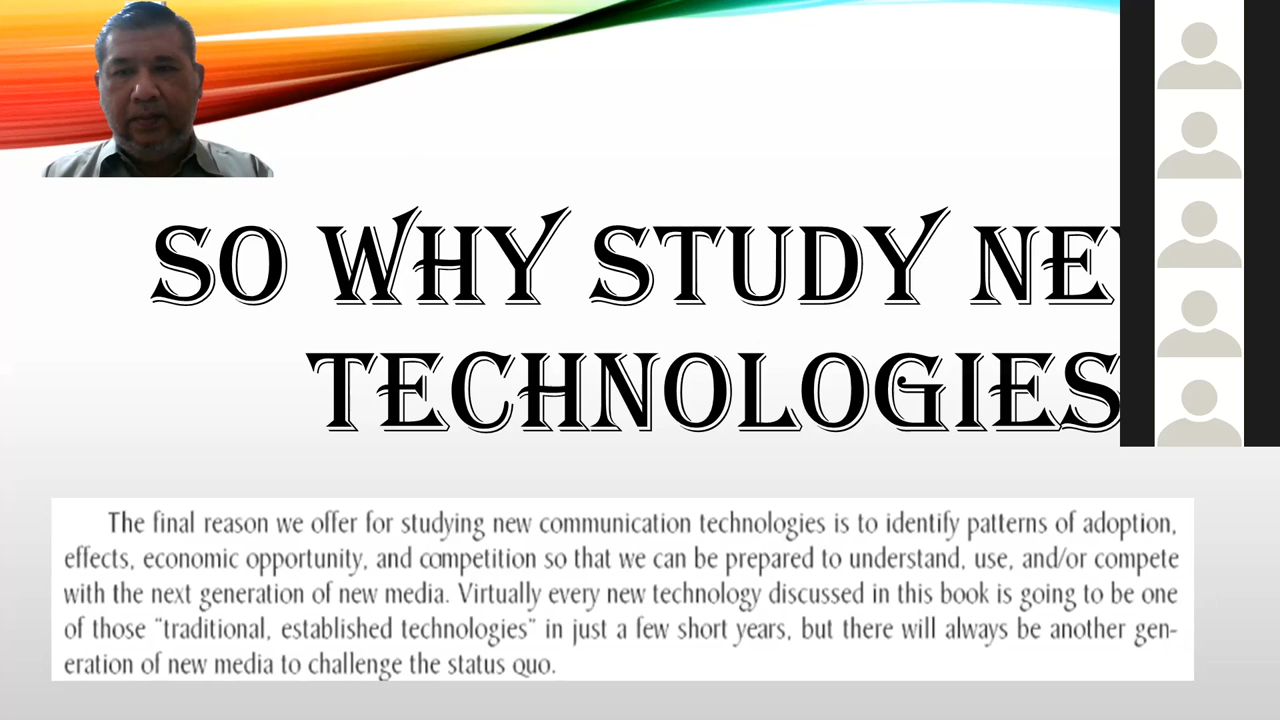 SO WHY STUDY
TECHNOLOGIES
The final reason we offer for studying new communication technologies is to identify patterns of adoption,
effects, economic opportunity, and competition so that we can be prepared to understand, use, and/or compete
with the next generation of new media. Virtually every new technology discussed in this book is going to be one
of those "traditional, established technologies" in just a few short years, but there will always be another gen-
eration of new media to challenge the status quo.